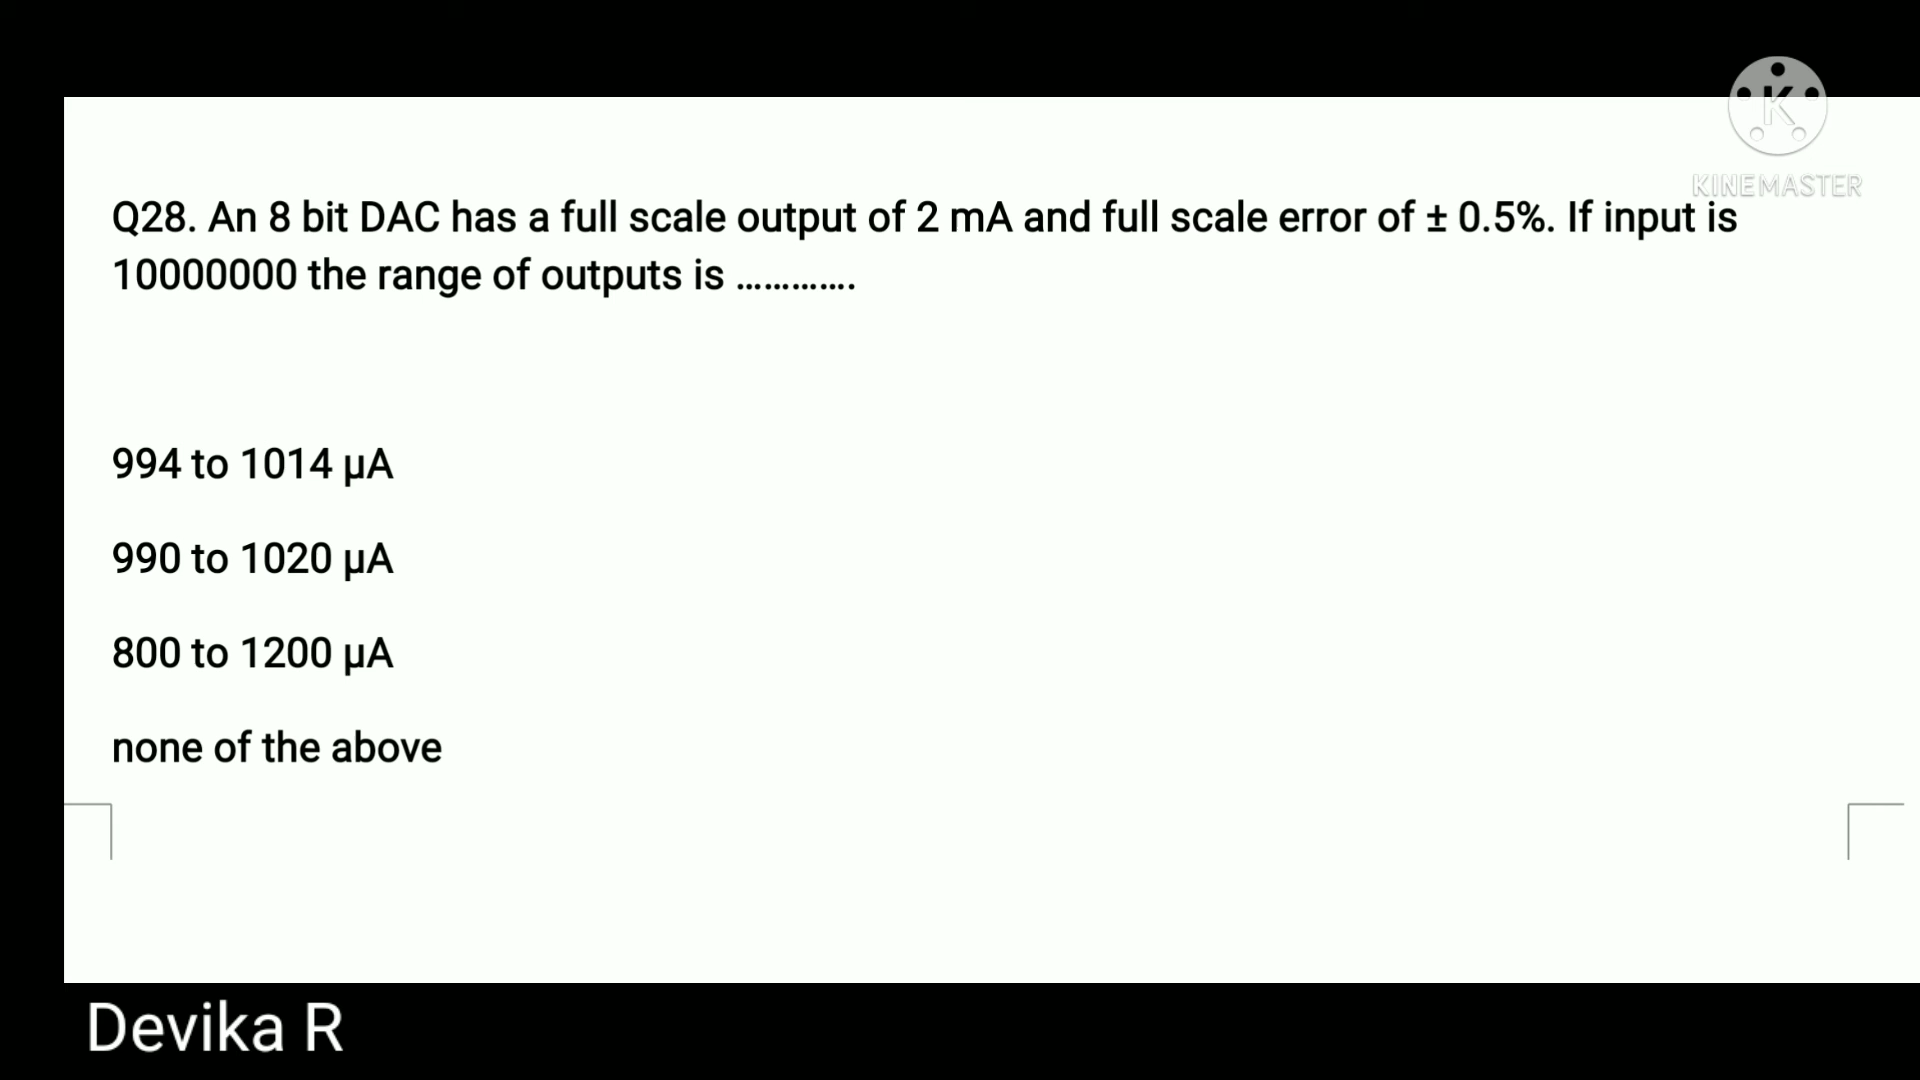 K
KINEMASTER
Q28. An 8 bit DAC has a full scale output of 2 mA and full scale error of ± 0.5%. If input is
10000000 the range of outputs is .............
994 to 1014 µA
990 to 1020 µA
800 to 1200 µA
none of the above
Devika R